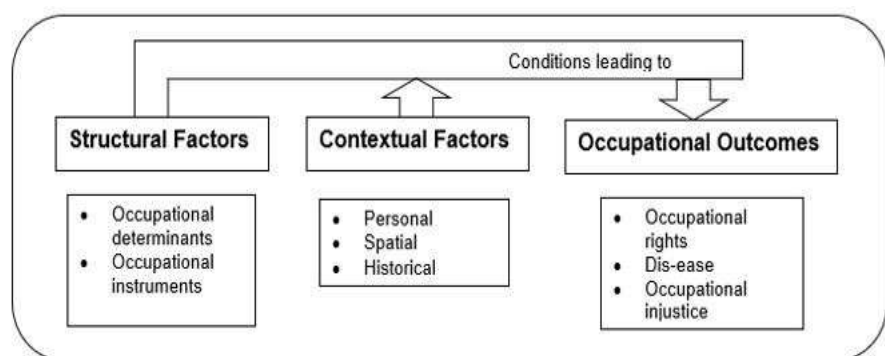 Conditions leading to
Structural Factors
Contextual Factors
Occupational Outcomes
• Occupational
determinants
• Occupational
instruments
• Personal
• Spatial
• Historical
• Occupational
rights
• Dis-ease
• Occupational
injustice